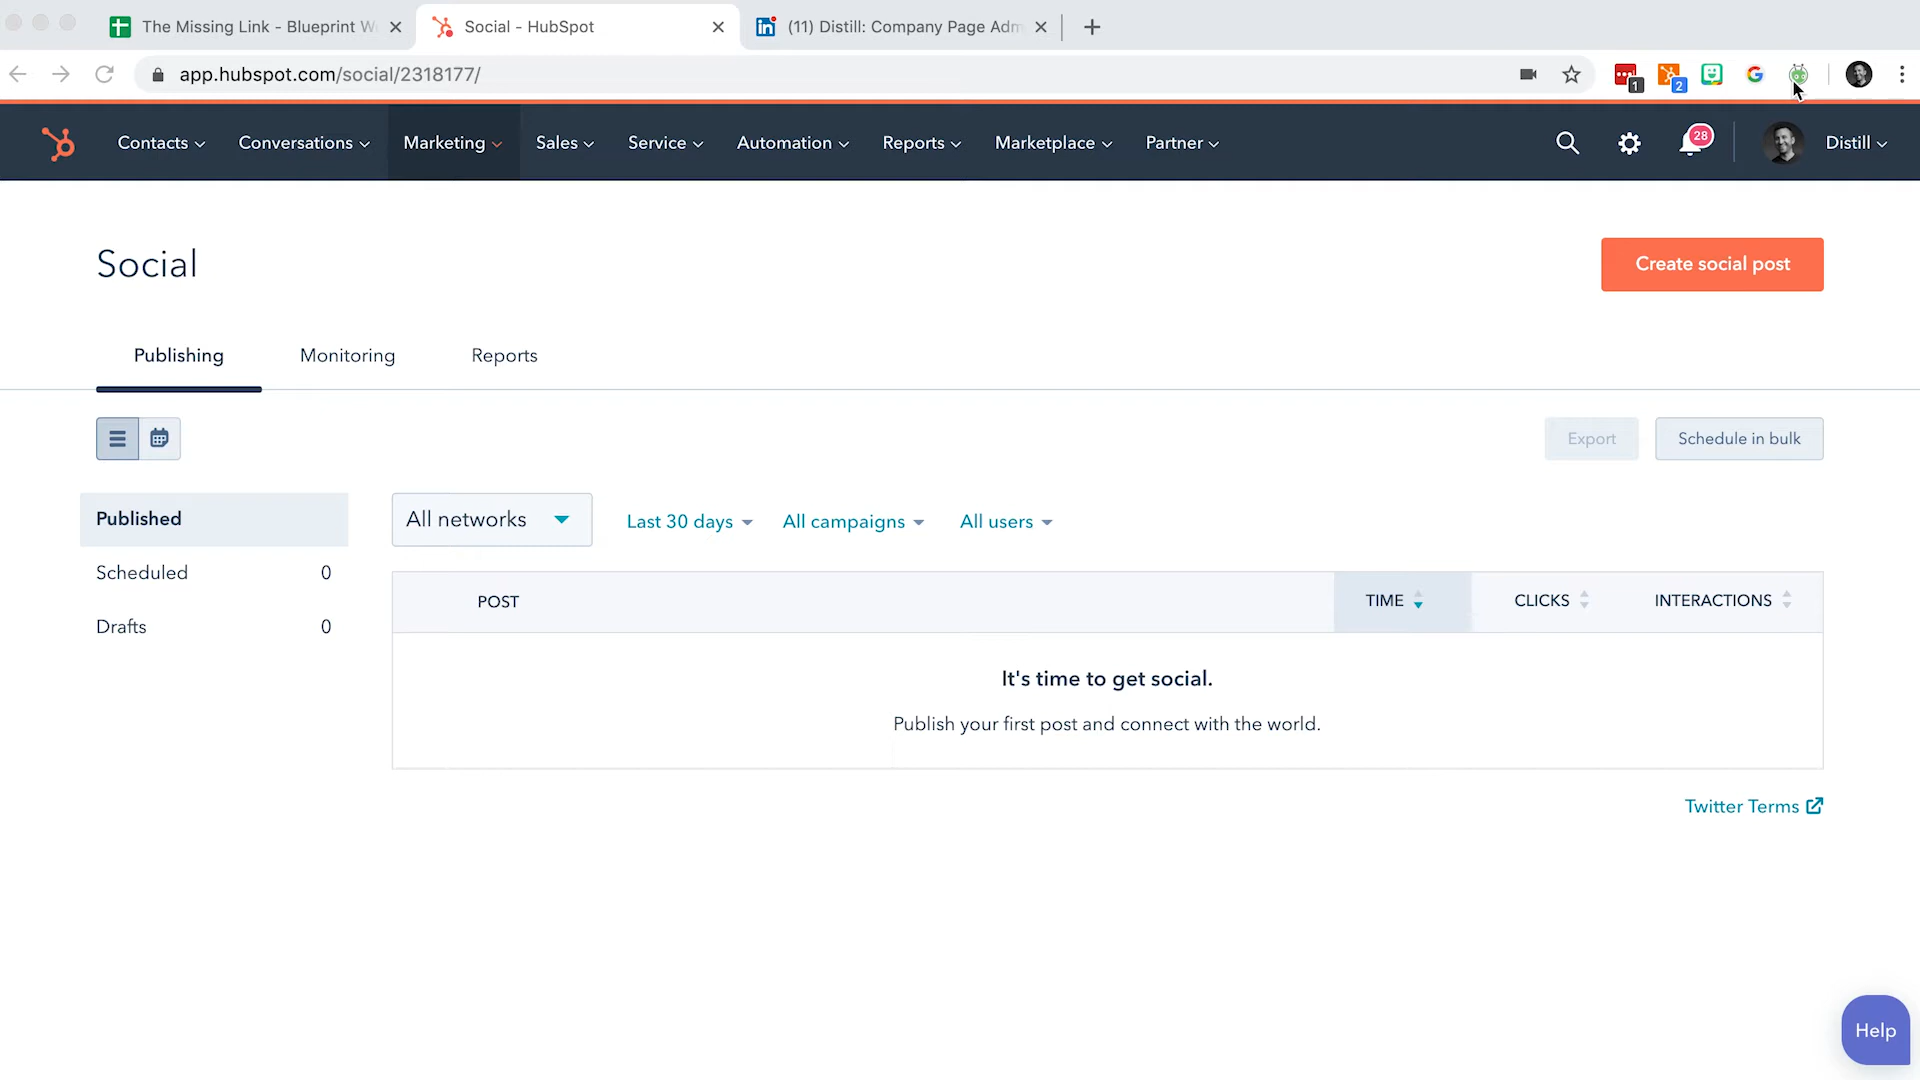 The Missing Link - Blueprint W
Social - HubSpot
in (11) Distill: Company Page Adm
app.hubspot.com/social/2318177/
1
2
Contacts Conversations Marketing Sales Service Automation Reports Marketplace Partner
28
Distill
Social
Create social post
Publishing Monitoring Reports
Export Schedule in bulk
Published
Scheduled 0
Drafts 0
All networks Last 30 days All campaigns All users
POST TIME CLICKS INTERACTIONS
It's time to get social.
Publish your first post and connect with the world.
Twitter Terms
Help